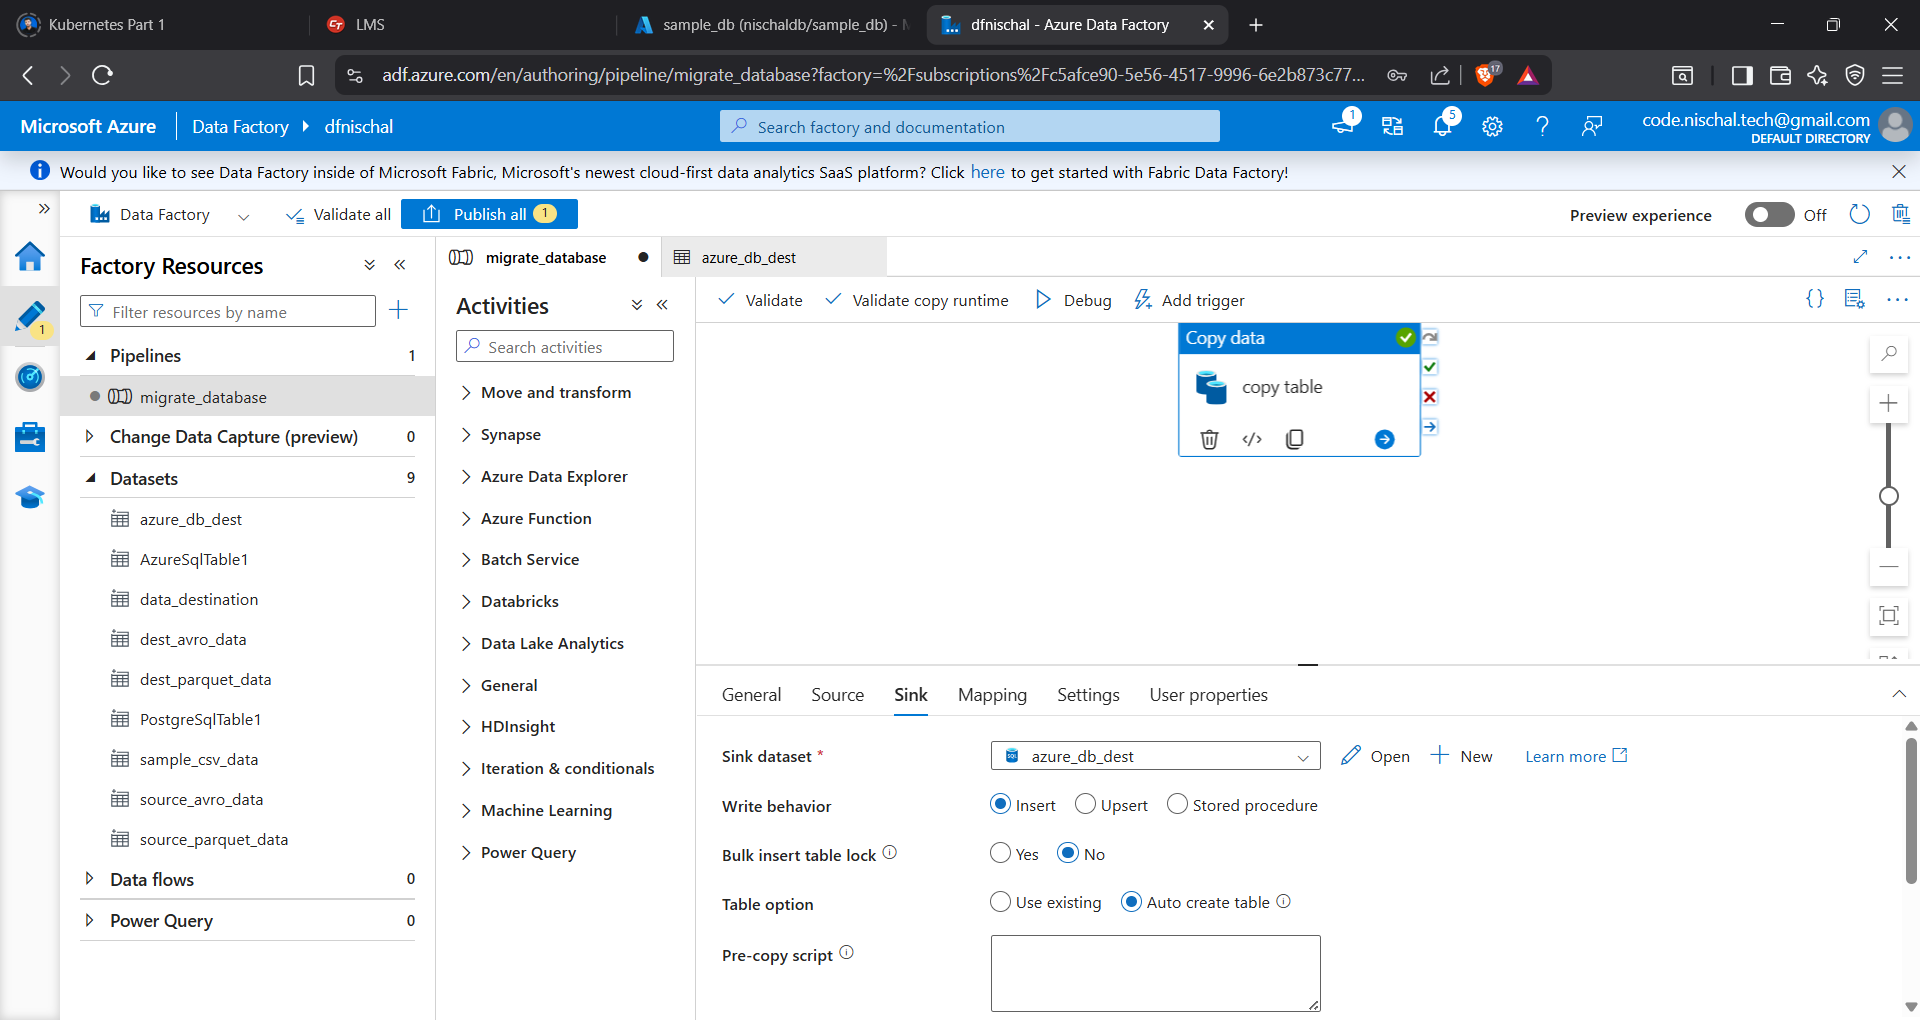 Kubernetes Part 1
LMS
sample_db (nischaldb/sample_db) -
dfnischal - Azure Data Factory
adf.azure.com/en/authoring/pipeline/migrate_database?factory=%2Fsubscriptions%2Fc5afce90-5e56-4517-9996-6e2b873c77...
17
Microsoft Azure
Data Factory
dfnischal
Search factory and documentation
1
5
code.nischal.tech@gmail.com
DEFAULT DIRECTORY
Would you like to see Data Factory inside of Microsoft Fabric, Microsoft's newest cloud-first data analytics SaaS platform? Click here to get started with Fabric Data Factory!
Data Factory
Validate all
Publish all 1
Preview experience
Off
1
Factory Resources
Filter resources by name
Pipelines 1
migrate_database
Change Data Capture (preview) 0
Datasets 9
azure_db_dest
AzureSqlTable1
data_destination
dest_avro_data
dest_parquet_data
PostgreSqlTable1
sample_csv_data
source_avro_data
source_parquet_data
Data flows 0
Power Query 0
migrate_database
azure_db_dest
Activities
Search activities
Move and transform
Synapse
Azure Data Explorer
Azure Function
Batch Service
Databricks
Data Lake Analytics
General
HDInsight
Iteration & conditionals
Machine Learning
Power Query
Validate
Validate copy runtime
Debug
Add trigger
Copy data
copy table
General
Source
Sink
Mapping
Settings
User properties
Sink dataset *
azure_db_dest
Open
New
Learn more
Write behavior
Insert
Upsert
Stored procedure
Bulk insert table lock
Yes
No
Table option
Use existing
Auto create table
Pre-copy script